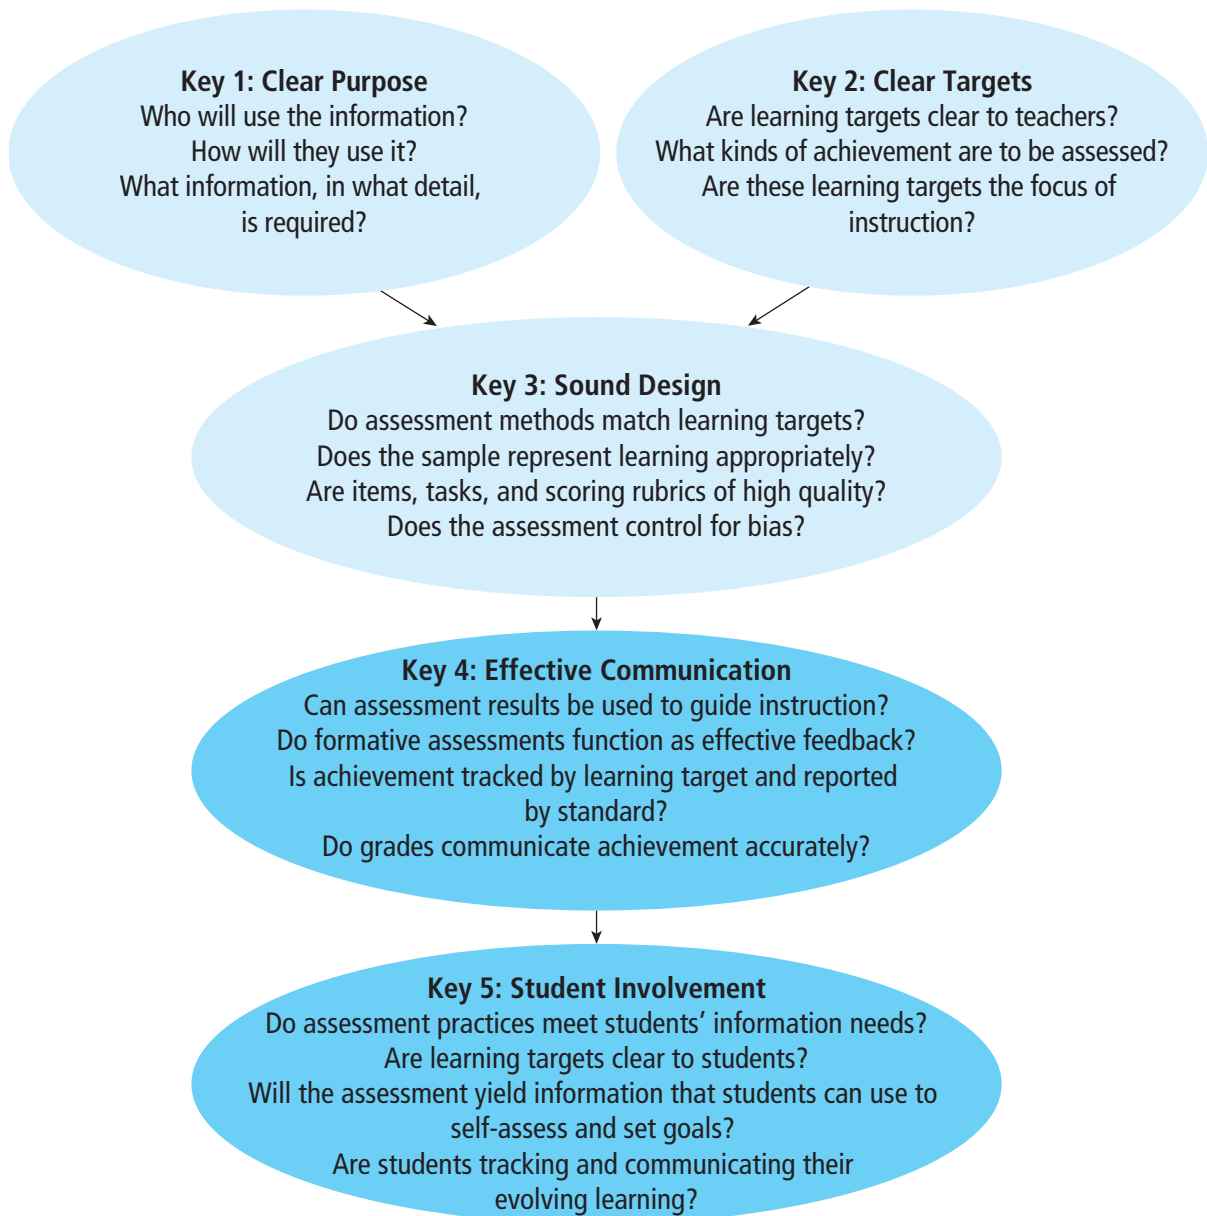 Key 1: Clear Purpose
Who will use the information?
How will they use it?
What information, in what detail,
is required?
Key 2: Clear Targets
Are learning targets clear to teachers?
What kinds of achievement are to be assessed?
Are these learning targets the focus of
instruction?
Key 3: Sound Design
Do assessment methods match learning targets?
Does the sample represent learning appropriately?
Are items, tasks, and scoring rubrics of high quality?
Does the assessment control for bias?
Key 4: Effective Communication
Can assessment results be used to guide instruction?
Do formative assessments function as effective feedback?
Is achievement tracked by learning target and reported
by standard?
Do grades communicate achievement accurately?
Key 5: Student Involvement
Do assessment practices meet students’ information needs?
Are learning targets clear to students?
Will the assessment yield information that students can use to
self-assess and set goals?
Are students tracking and communicating their
evolving learning?